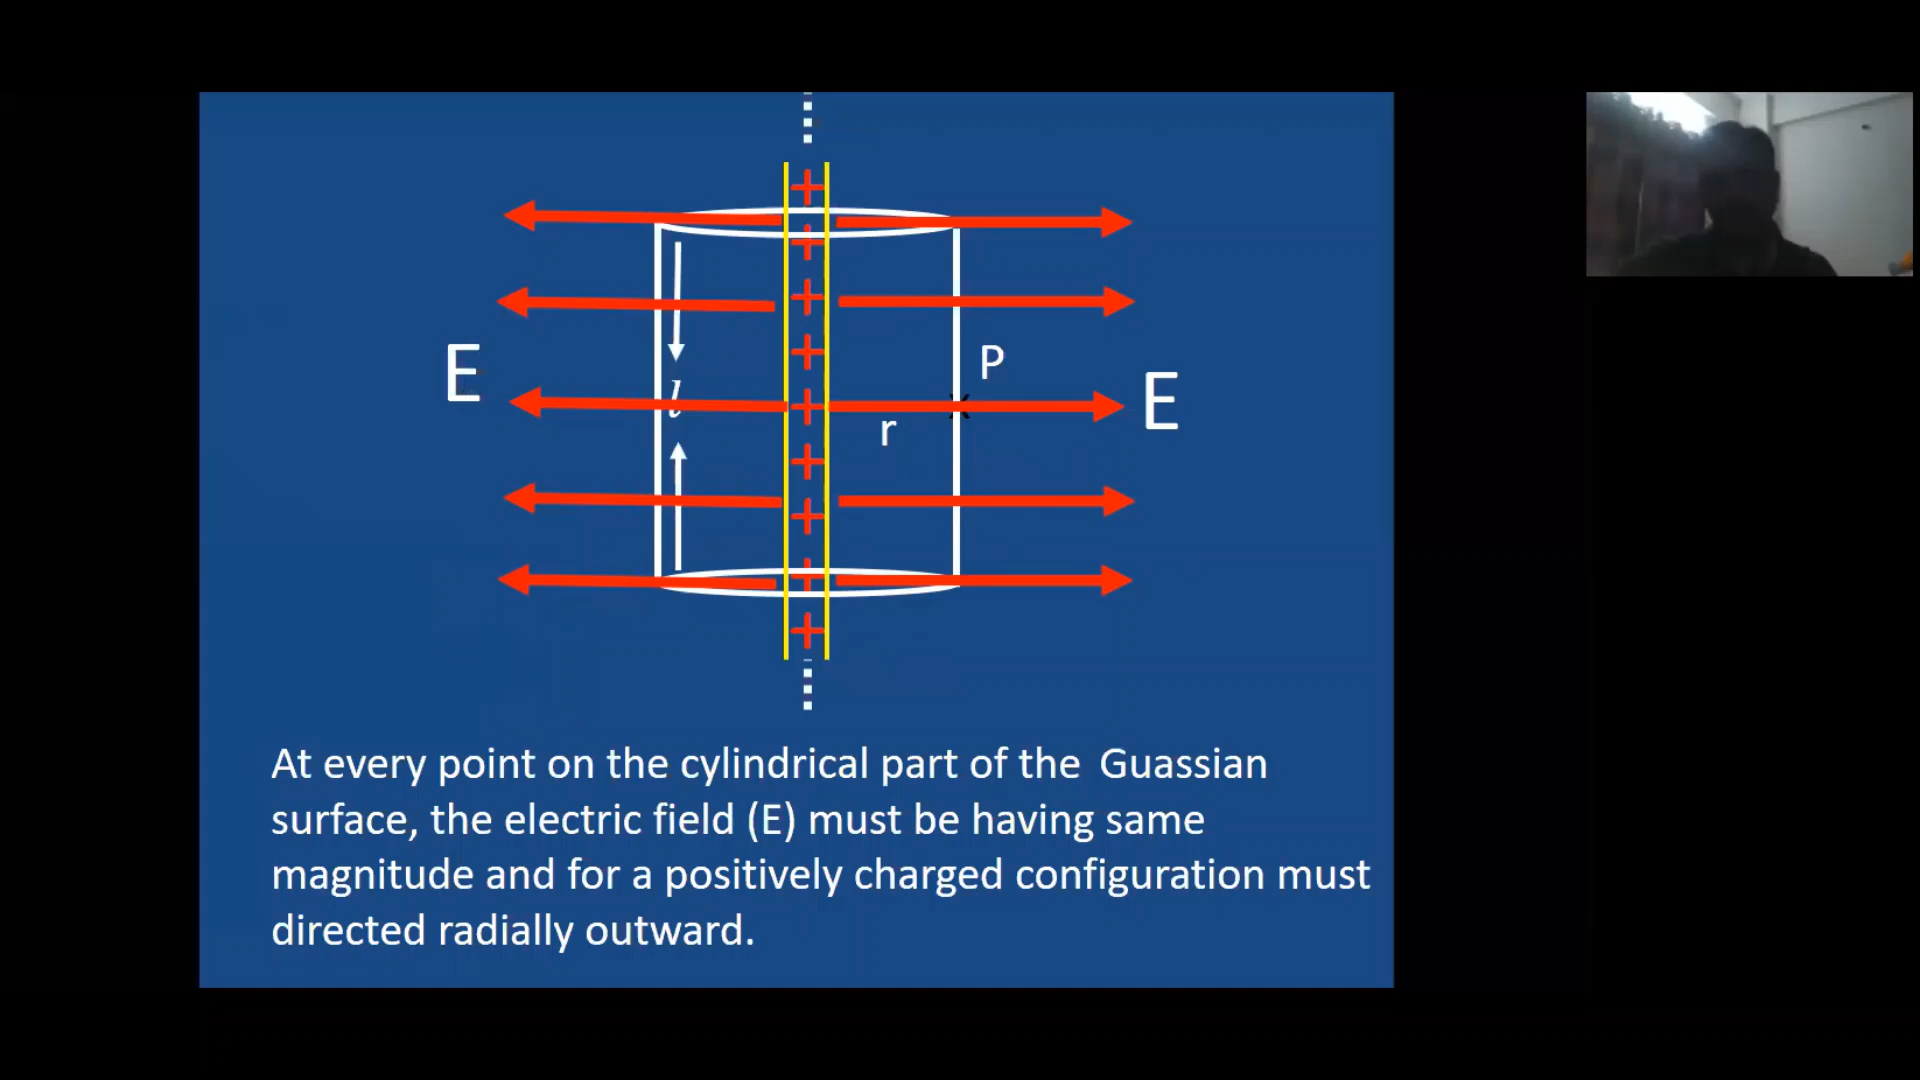 E
l
P
r
E
At every point on the cylindrical part of the Guassian
surface, the electric field (E) must be having same
magnitude and for a positively charged configuration must
directed radially outward.